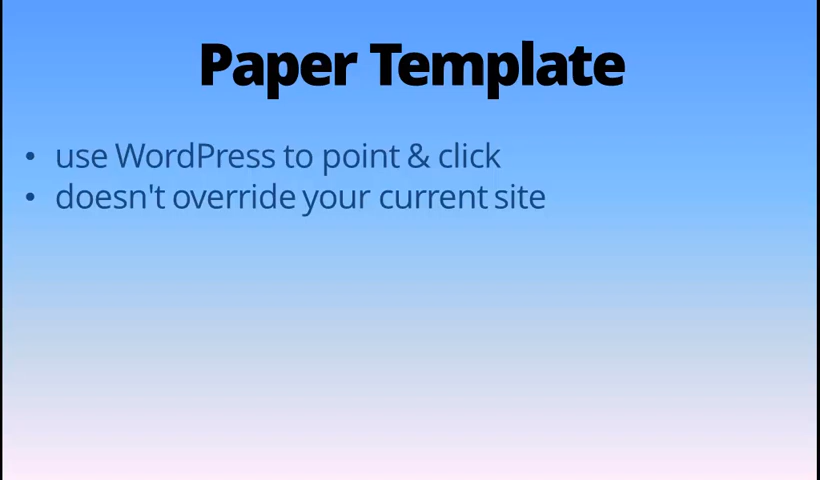 Paper Template
• use WordPress to point & click
• doesn't override your current site